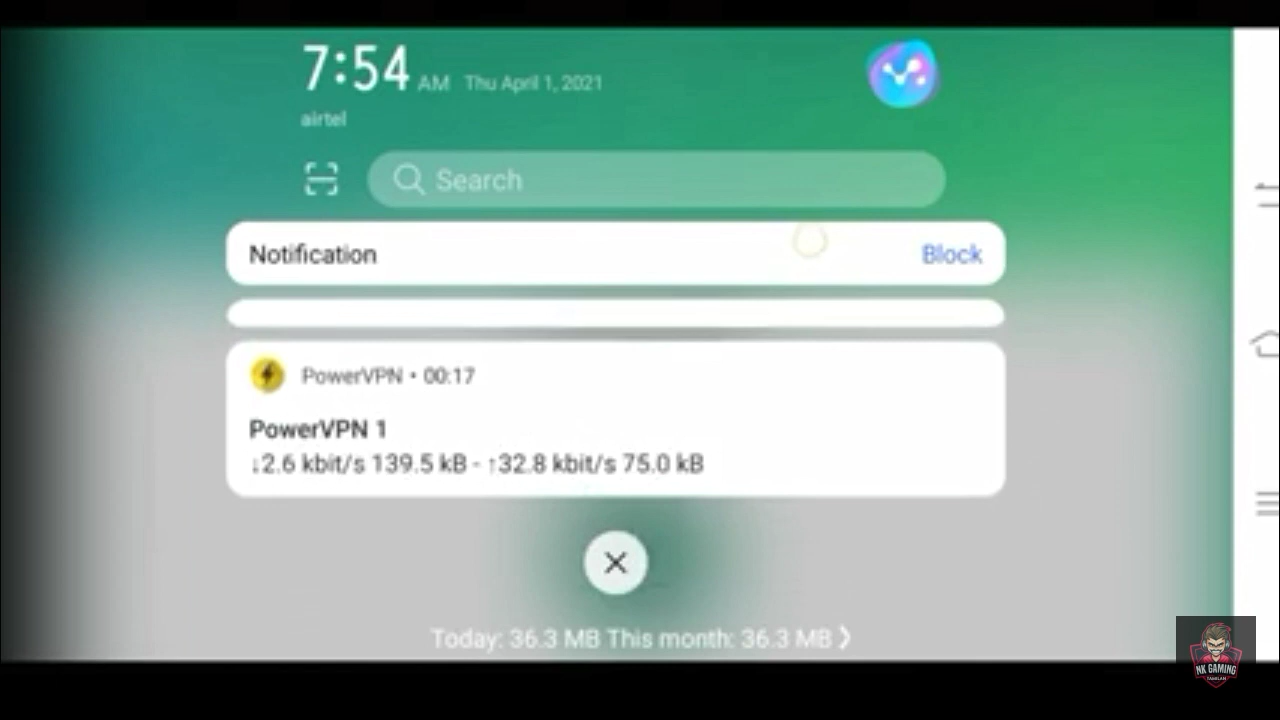 7:54 AM Thu April 1, 2021
airtel
Search
Notification Block
PowerVPN • 00:17
PowerVPN 1
↓2.6 kbit/s 139.5 kB - ↑32.8 kbit/s 75.0 kB
Today: 36.3 MB This month: 36.3 MB
NK GAMING
TAMILAN